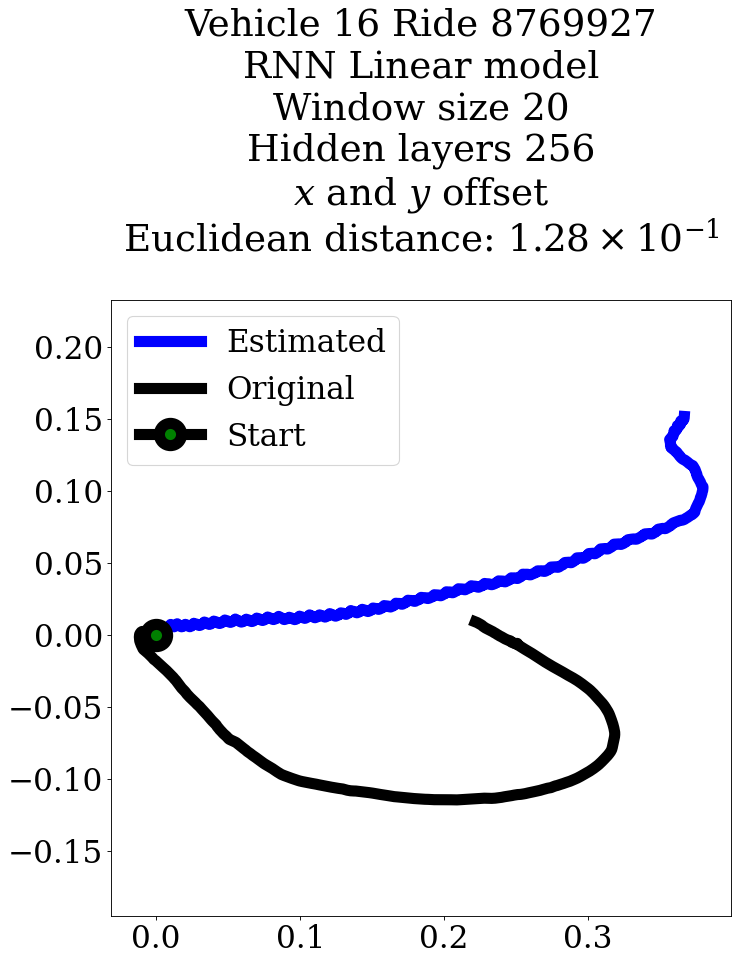 Vehicle 16 Ride 8769927
RNN Linear model
Window size 20
Hidden layers 256
x and y offset
Euclidean distance: 1.28 × 10⁻¹
Estimated
Original
Start
0.20
0.15
0.10
0.05
0.00
−0.05
−0.10
−0.15
0.0 0.1 0.2 0.3